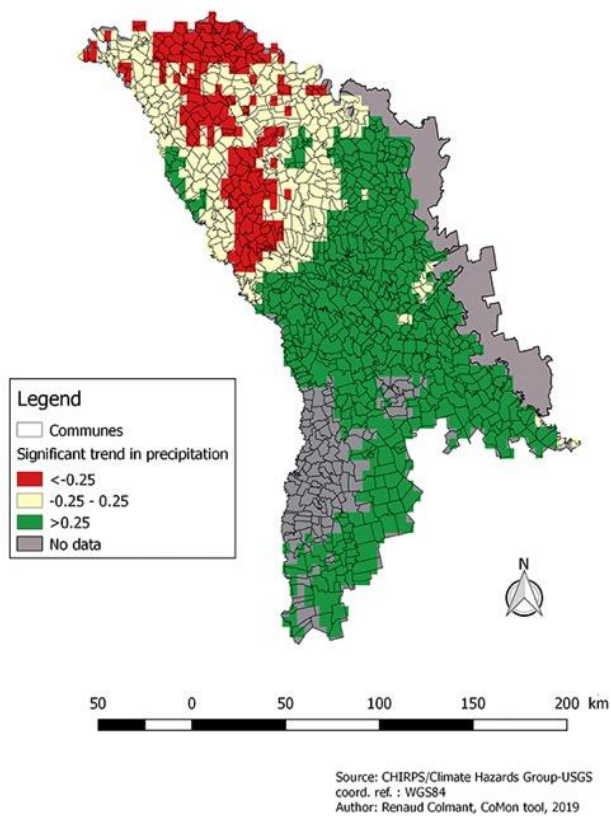 Legend
Communes
Significant trend in precipitation
<-0.25
-0.25 - 0.25
>0.25
No data
N
50 0 50 100 150 200 km
Source: CHIRPS/Climate Hazards Group-USGS
coord. ref. : WGS84
Author: Renaud Colmant, CoMon tool, 2019